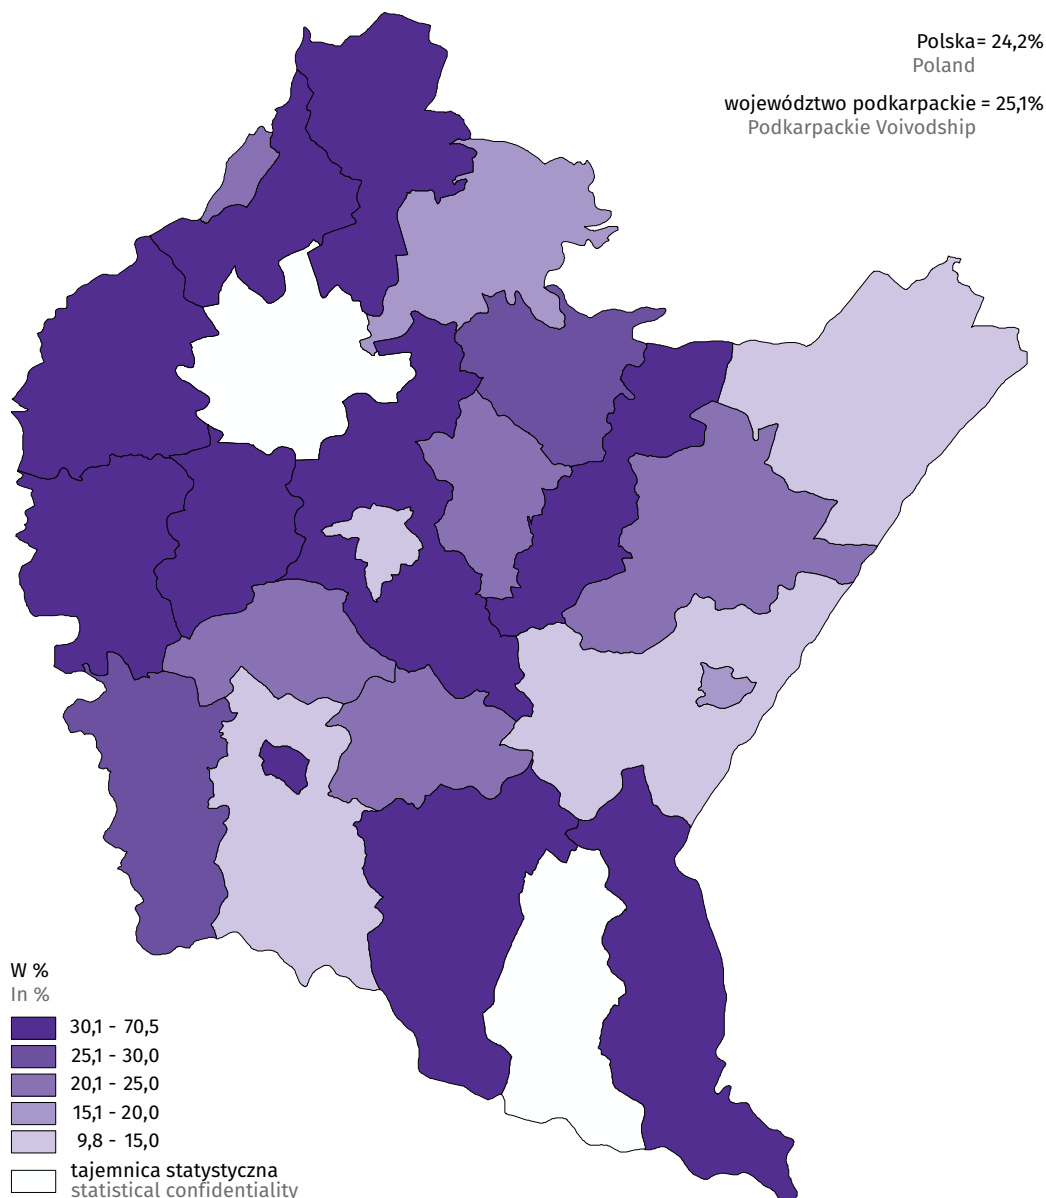 Polska= 24,2%
Poland
województwo podkarpackie = 25,1%
Podkarpackie Voivodship
W %
In %
30,1 - 70,5
25,1 - 30,0
20,1 - 25,0
15,1 - 20,0
9,8 - 15,0
tajemnica statystyczna
statistical confidentiality